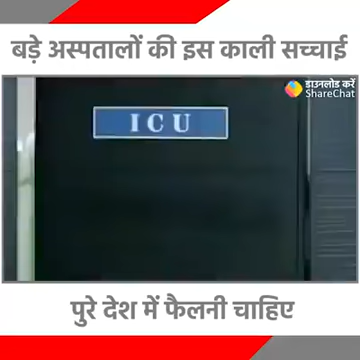 बड़े अस्पतालों की इस काली सच्चाई
डाउनलोड करें
ShareChat
ICU
पुरे देश में फैलनी चाहिए